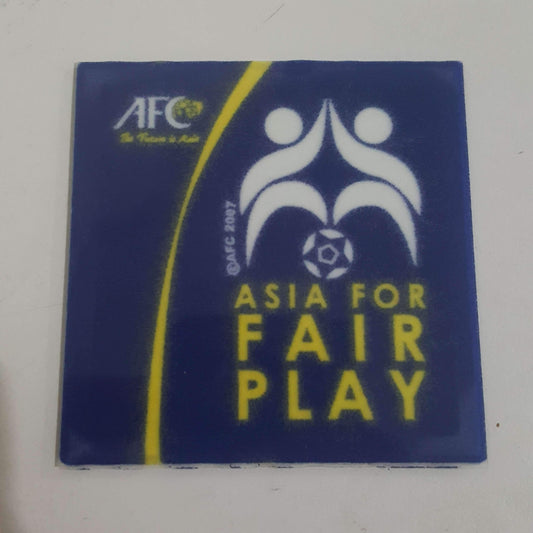 AFC
The Future is Asia
©AFC 2007
ASIA FOR
FAIR
PLAY